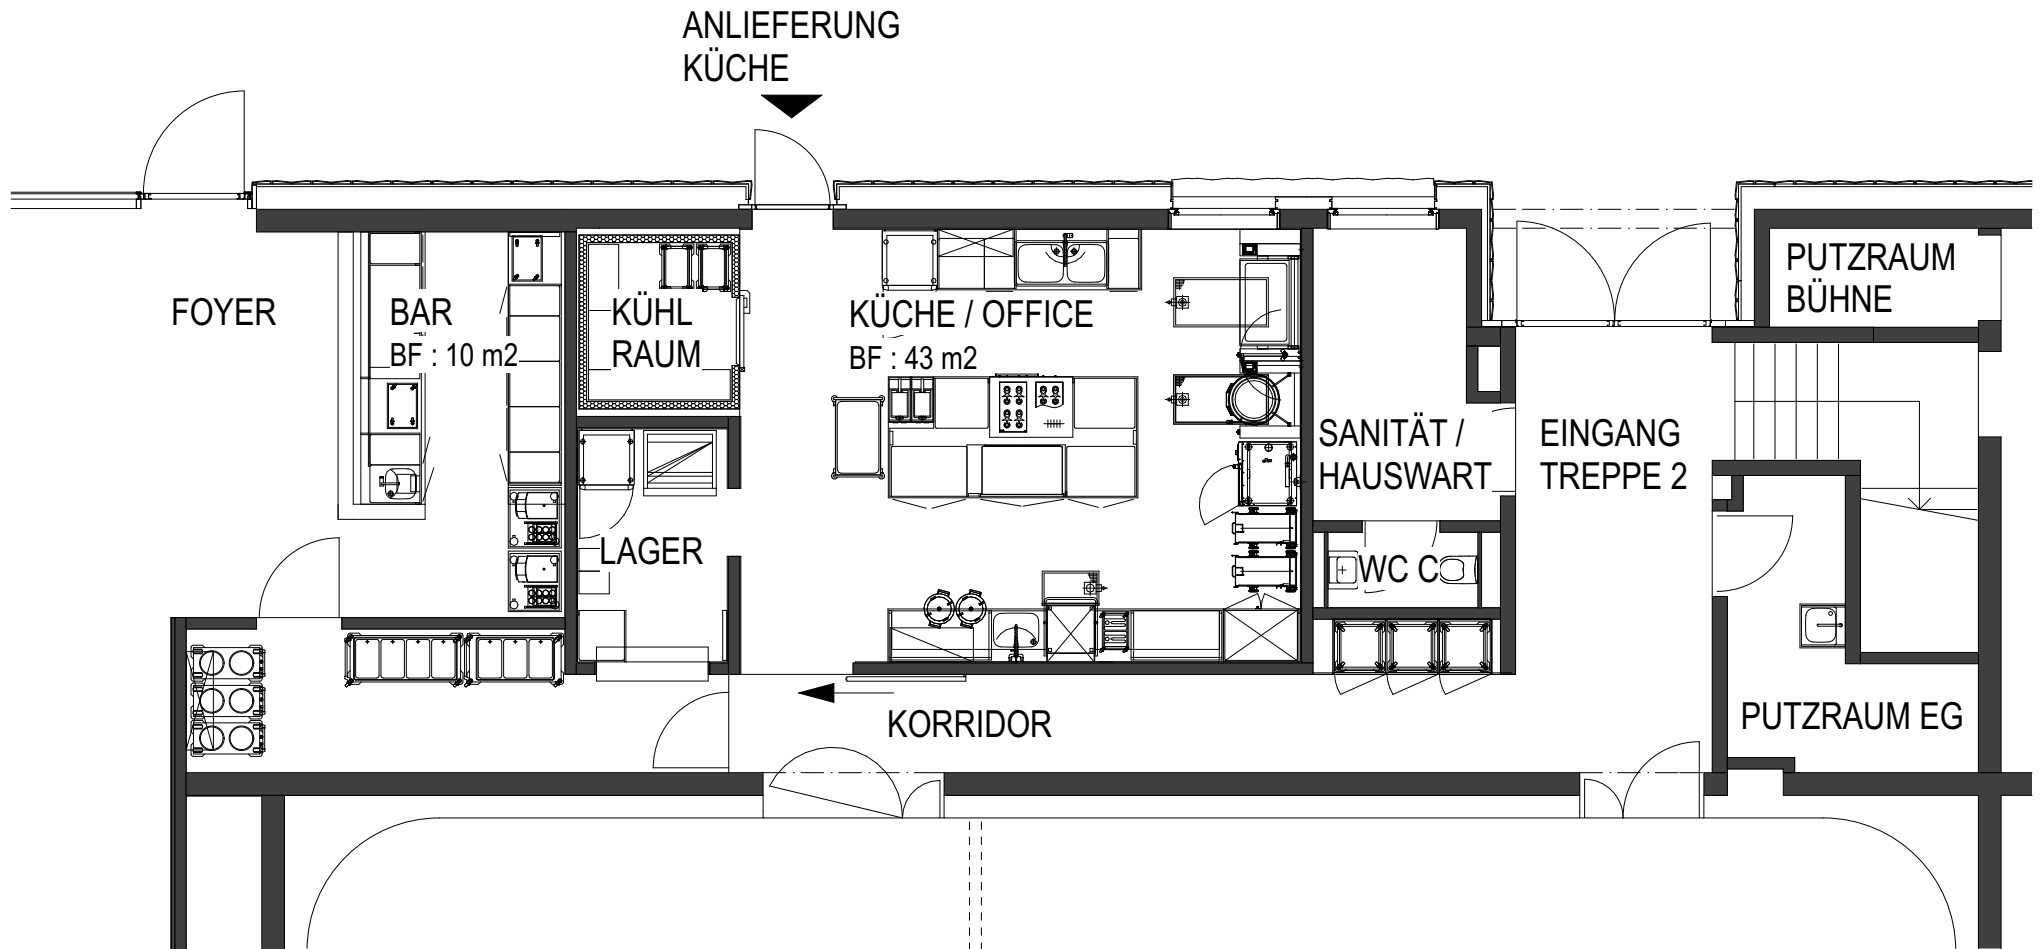 ANLIEFERUNG
KÜCHE
FOYER
BAR
BF : 10 m2
KÜHL
RAUM
KÜCHE / OFFICE
BF : 43 m2
PUTZRAUM
BÜHNE
SANITÄT /
HAUSWART
EINGANG
TREPPE 2
LAGER
WC C
KORRIDOR
PUTZRAUM EG